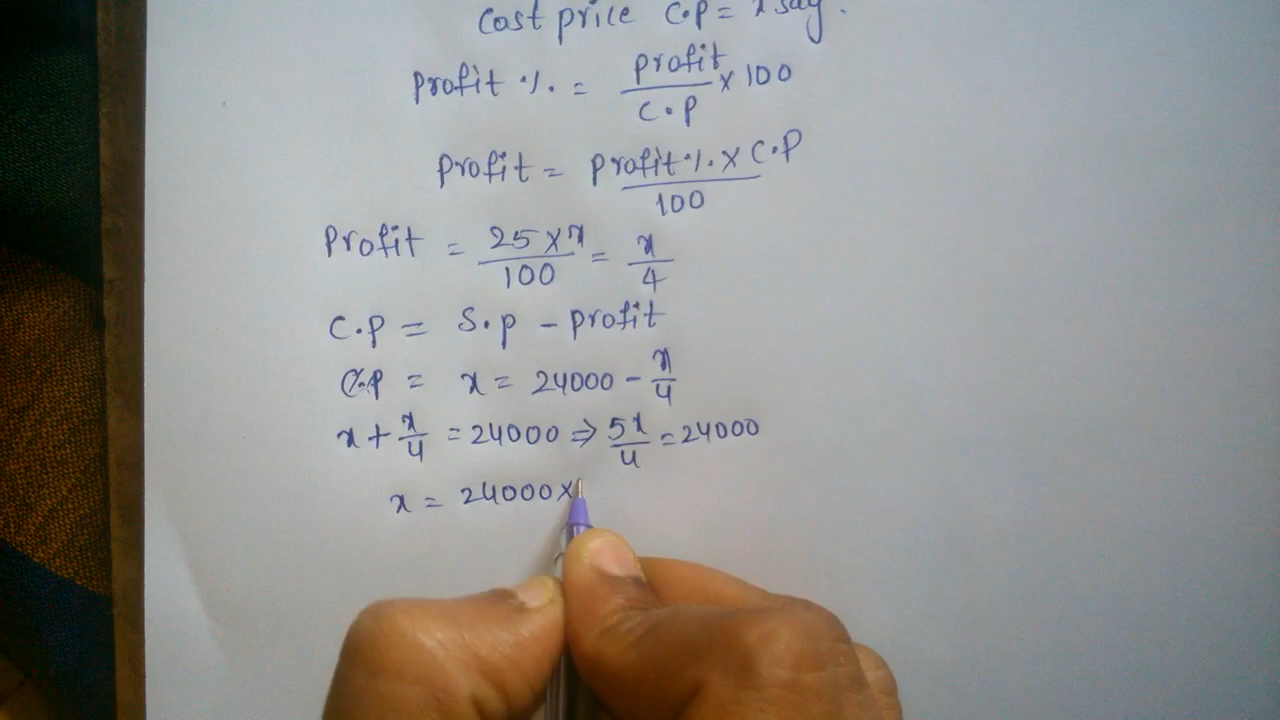 Cost price C.P = x say.
Profit % = profit / C.P × 100
Profit = Profit % × C.P / 100
Profit = 25 × x / 100 = x / 4
C.P = S.P - profit
C.P = x = 24000 - x / 4
x + x / 4 = 24000 ⇒ 5x / 4 = 24000
x = 24000 ×